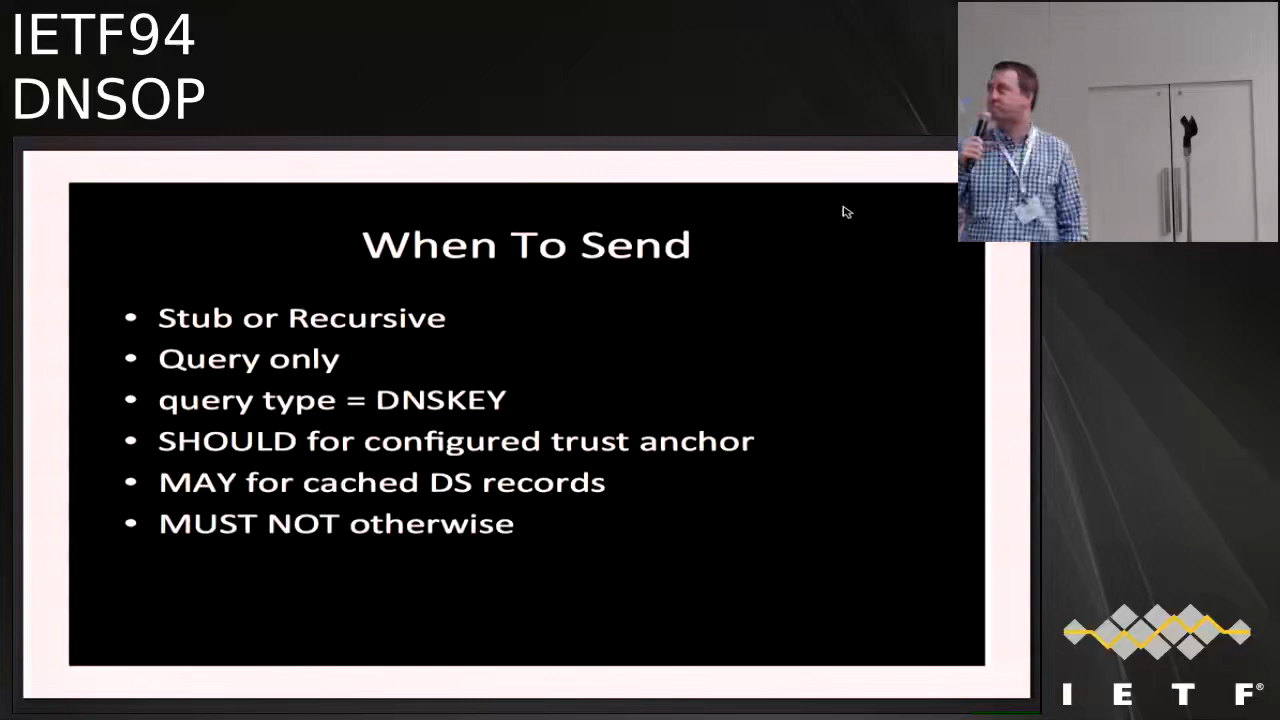 IETF94
DNSOP
When To Send
• Stub or Recursive
• Query only
• query type = DNSKEY
• SHOULD for configured trust anchor
• MAY for cached DS records
• MUST NOT otherwise
I E T F®